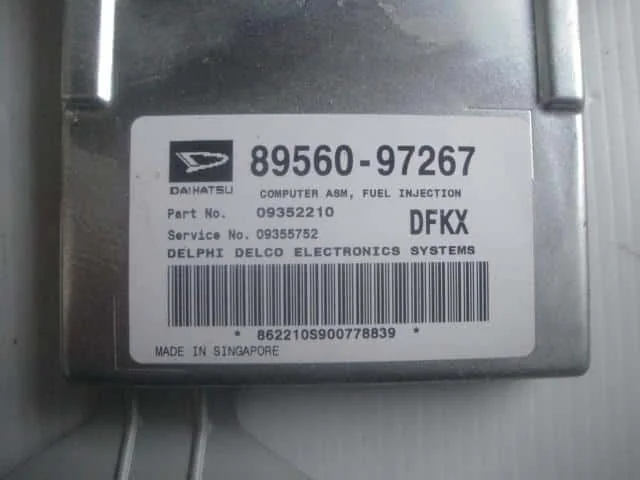 89560-97267
DAIHATSU
COMPUTER ASM, FUEL INJECTION
Part No. 09352210
DFKX
Service No. 09355752
DELPHI DELCO ELECTRONICS SYSTEMS
* 862210S900778839 *
MADE IN SINGAPORE